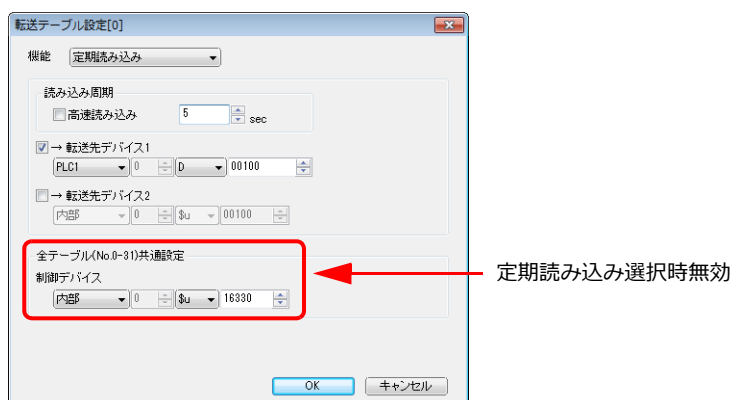 転送テーブル設定[0]
機能 定期読み込み
読み込み周期
高速読み込み 5 sec
→ 転送先デバイス1
PLC1 0 D 00100
→ 転送先デバイス2
内部 0 $u 00100
全テーブル(No.0-31)共通設定
制御デバイス
内部 0 $u 16330
定期読み込み選択時無効
OK キャンセル